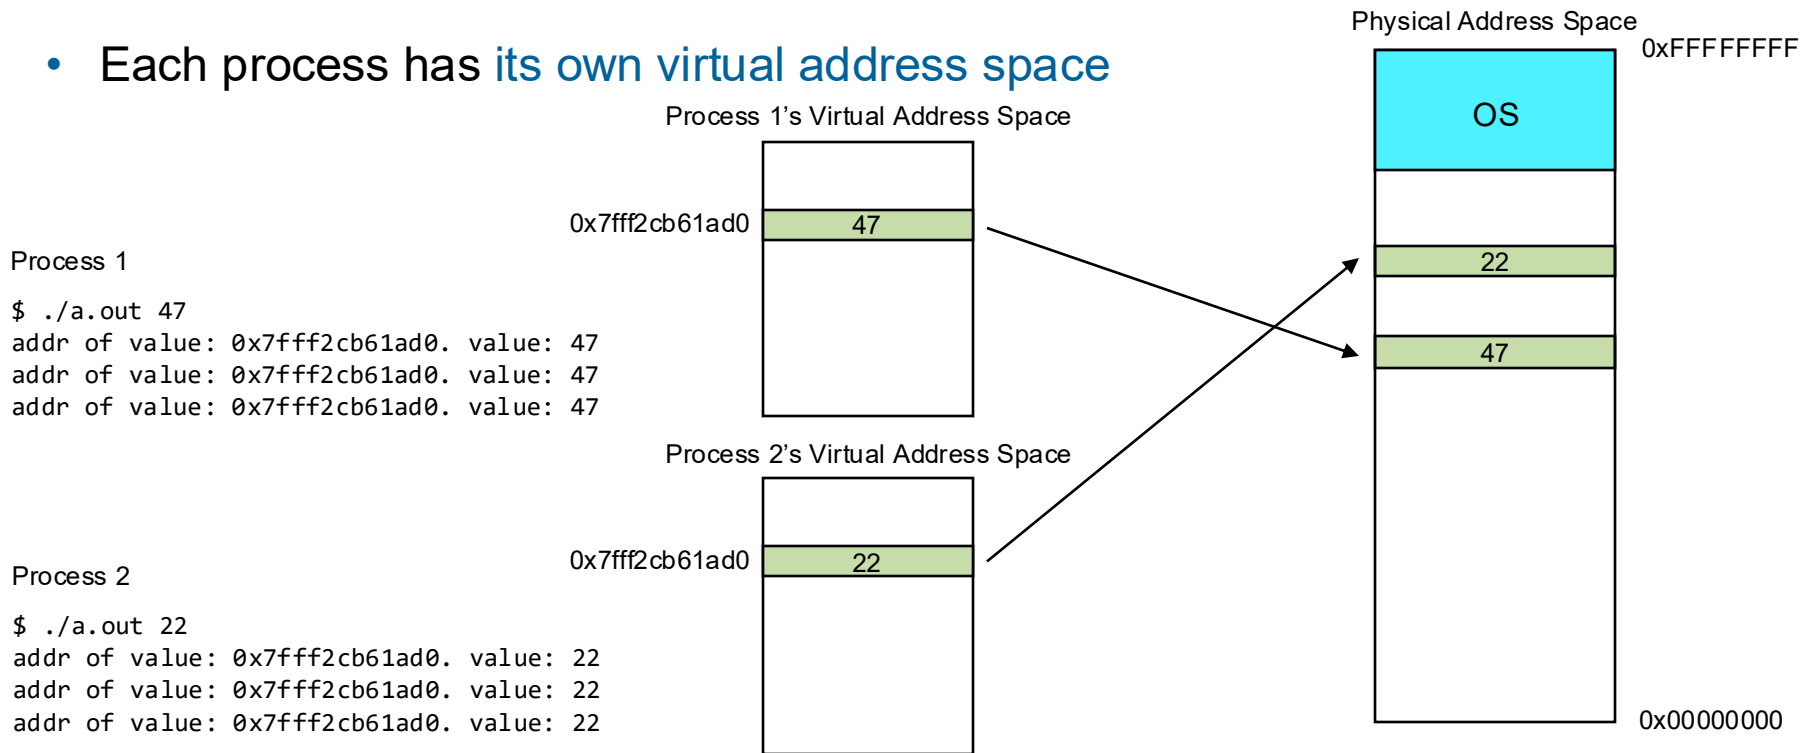 • Each process has its own virtual address space
Physical Address Space
0xFFFFFFFF
OS
22
47
0x00000000
Process 1's Virtual Address Space
0x7fff2cb61ad0
47
Process 1
$ ./a.out 47
addr of value: 0x7fff2cb61ad0. value: 47
addr of value: 0x7fff2cb61ad0. value: 47
addr of value: 0x7fff2cb61ad0. value: 47
Process 2's Virtual Address Space
0x7fff2cb61ad0
22
Process 2
$ ./a.out 22
addr of value: 0x7fff2cb61ad0. value: 22
addr of value: 0x7fff2cb61ad0. value: 22
addr of value: 0x7fff2cb61ad0. value: 22